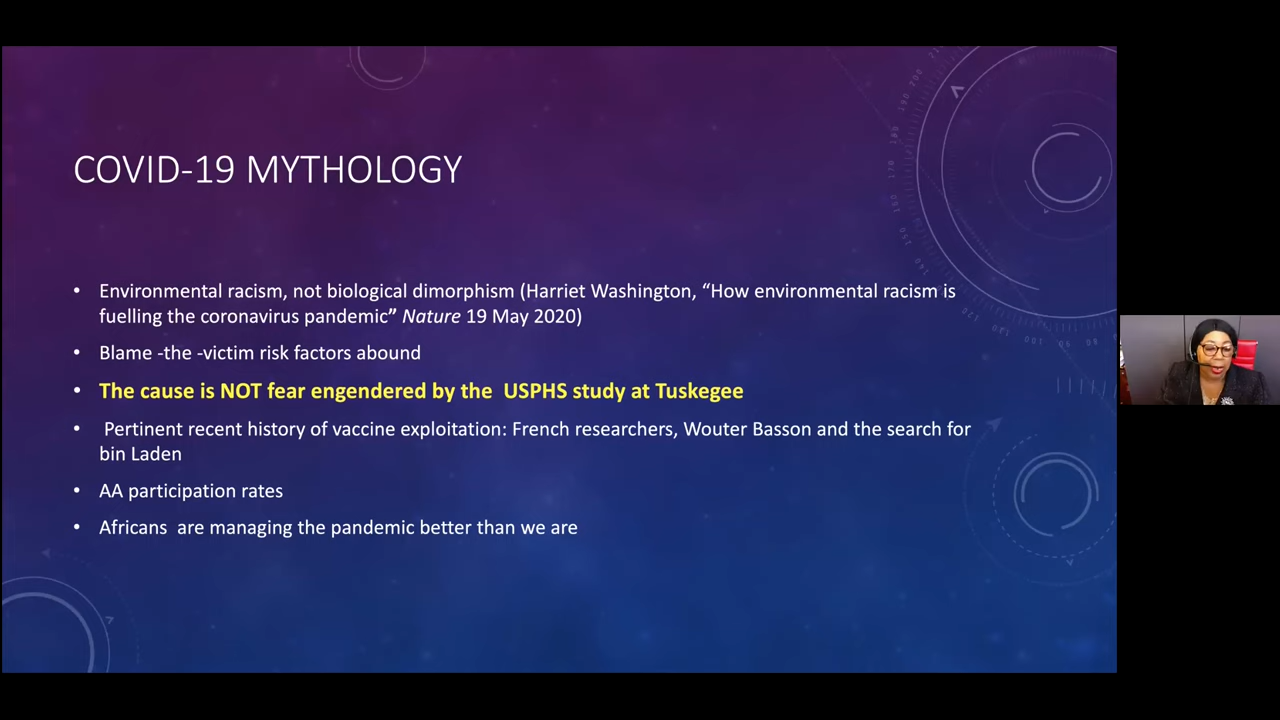 COVID-19 MYTHOLOGY
• Environmental racism, not biological dimorphism (Harriet Washington, “How environmental racism is
fuelling the coronavirus pandemic” Nature 19 May 2020)
• Blame -the -victim risk factors abound
• The cause is NOT fear engendered by the  USPHS study at Tuskegee
• Pertinent recent history of vaccine exploitation: French researchers, Wouter Basson and the search for
bin Laden
• AA participation rates
• Africans  are managing the pandemic better than we are